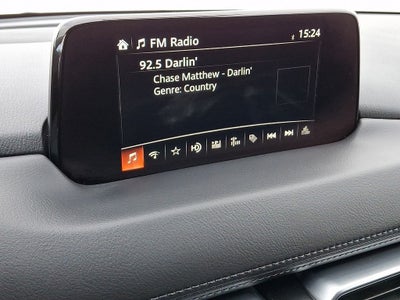 FM Radio
15:24
92.5 Darlin'
Chase Matthew - Darlin'
Genre: Country